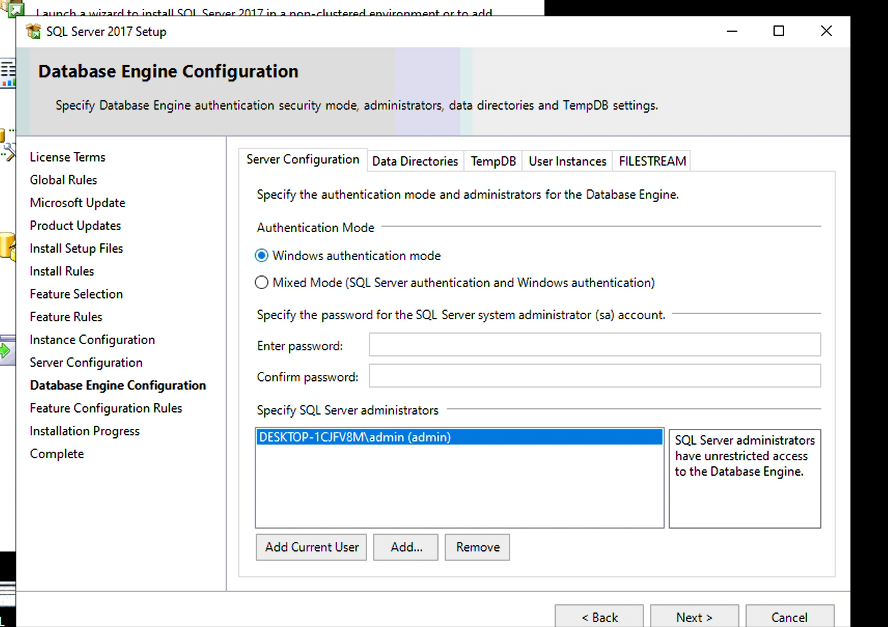 Launch a wizard to install SQL Server 2017 in a non-clustered environment or to add
SQL Server 2017 Setup
Database Engine Configuration
Specify Database Engine authentication security mode, administrators, data directories and TempDB settings.
License Terms
Global Rules
Microsoft Update
Product Updates
Install Setup Files
Install Rules
Feature Selection
Feature Rules
Instance Configuration
Server Configuration
Database Engine Configuration
Feature Configuration Rules
Installation Progress
Complete
Server Configuration Data Directories TempDB User Instances FILESTREAM
Specify the authentication mode and administrators for the Database Engine.
Authentication Mode
Windows authentication mode
Mixed Mode (SQL Server authentication and Windows authentication)
Specify the password for the SQL Server system administrator (sa) account.
Enter password:
Confirm password:
Specify SQL Server administrators
DESKTOP-1CJFV8M\admin (admin)
SQL Server administrators
have unrestricted access
to the Database Engine.
Add Current User Add... Remove
< Back Next > Cancel